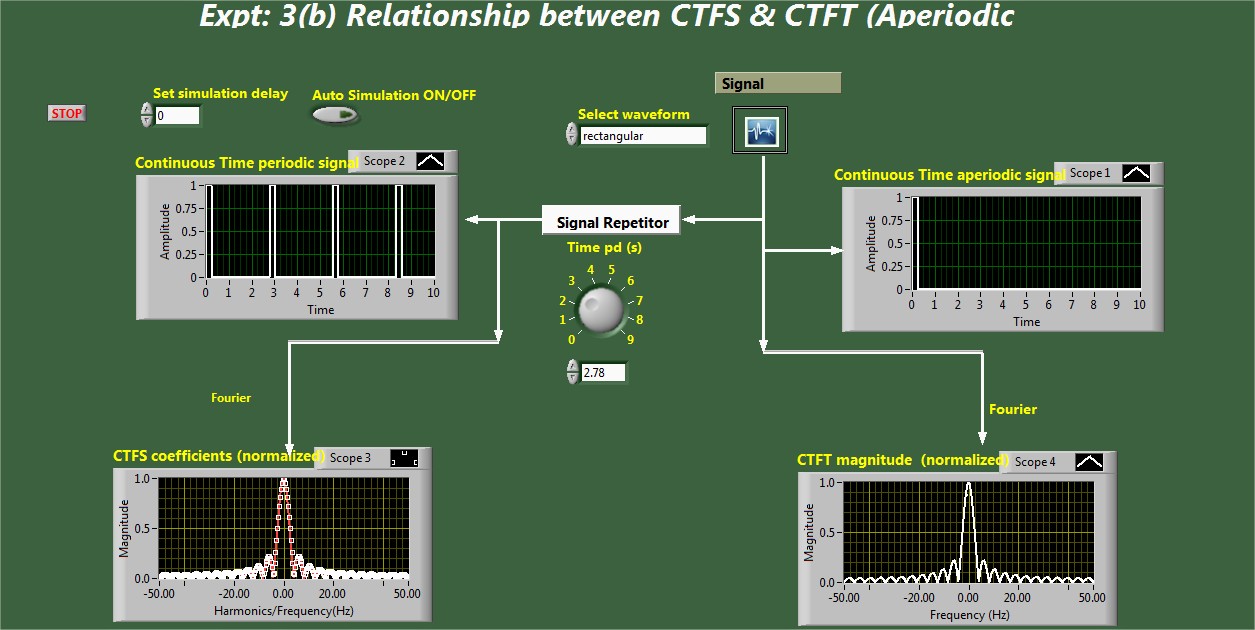 Expt: 3(b) Relationship between CTFS & CTFT (Aperiodic
Signal
Set simulation delay
Auto Simulation ON/OFF
STOP
0
Select waveform
rectangular
Continuous Time periodic signal
Scope 2
1
0.75
0.5
0.25
0
Amplitude
0 1 2 3 4 5 6 7 8 9 10
Time
Signal Repetitor
Time pd (s)
0 1 2 3 4 5 6 7 8 9
2.78
Continuous Time aperiodic signal
Scope 1
1
0.75
0.5
0.25
0
Amplitude
0 1 2 3 4 5 6 7 8 9 10
Time
Fourier
Fourier
CTFS coefficients (normalized)
Scope 3
1.0
0.5
0.0
Magnitude
-50.00 -20.00 0.00 20.00 50.00
Harmonics/Frequency(Hz)
CTFT magnitude (normalized)
Scope 4
1.0
0.5
0.0
Magnitude
-50.00 -20.00 0.00 20.00 50.00
Frequency (Hz)